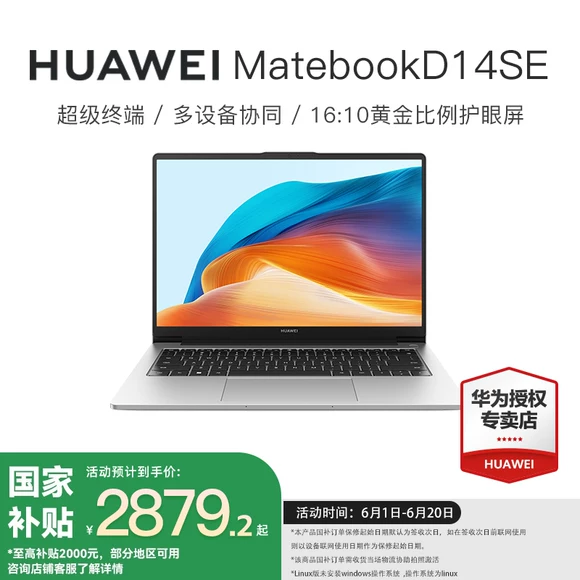 HUAWEI MatebookD14SE
超级终端 / 多设备协同 / 16:10黄金比例护眼屏
HUAWEI
华为授权
专卖店
HUAWEI
国家
补贴
活动预计到手价:
¥2879.2起
*至高补贴2000元，部分地区可用
咨询店铺客服了解详情
活动时间：6月1日-6月20日
*本产品国补订单保修起始日期默认为签收次日，如在签收次日前联网使用
则以设备联网使用日期作为保修起始日期。
*该商品国补订单需收货当场物流协助拍照激活
*Linux版未安装windows操作系统 ,操作系统为linux